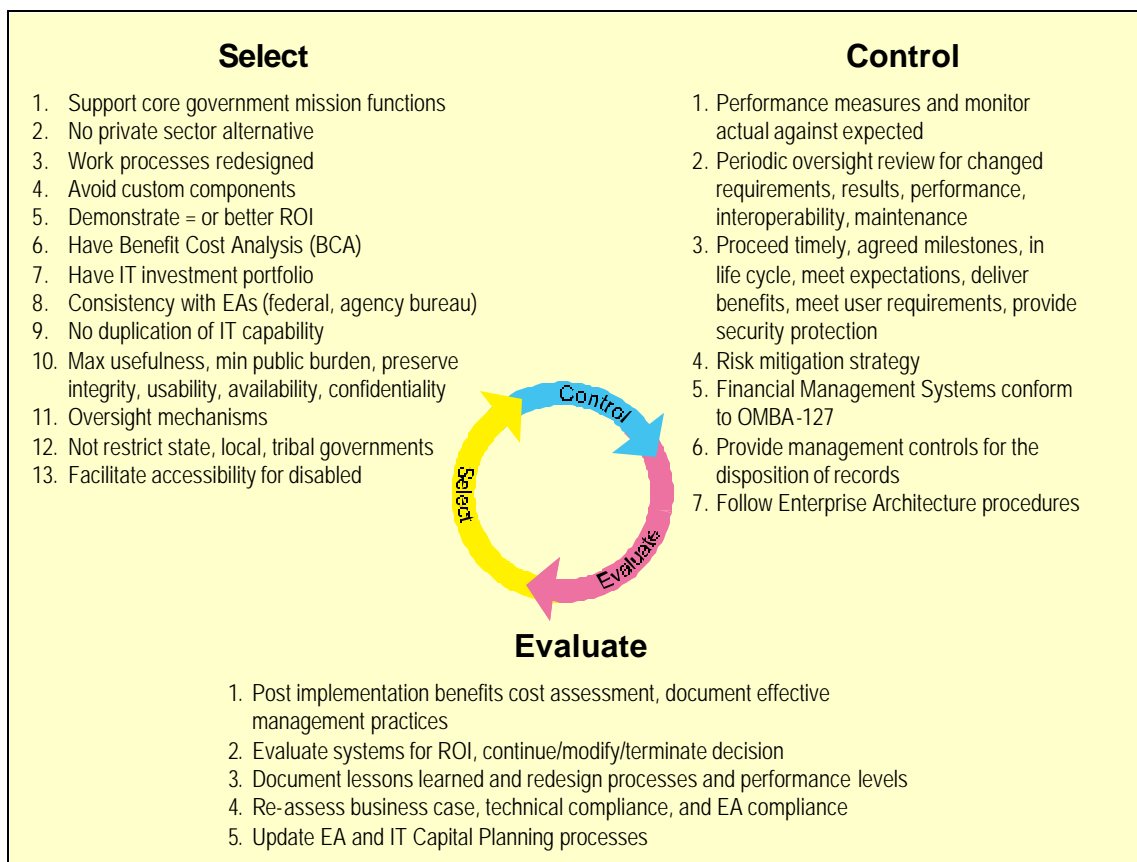 Select
1. Support core government mission functions
2. No private sector alternative
3. Work processes redesigned
4. Avoid custom components
5. Demonstrate = or better ROI
6. Have Benefit Cost Analysis (BCA)
7. Have IT investment portfolio
8. Consistency with EAs (federal, agency bureau)
9. No duplication of IT capability
10. Max usefulness, min public burden, preserve
integrity, usability, availability, confidentiality
11. Oversight mechanisms
12. Not restrict state, local, tribal governments
13. Facilitate accessibility for disabled
Control
1. Performance measures and monitor
actual against expected
2. Periodic oversight review for changed
requirements, results, performance,
interoperability, maintenance
3. Proceed timely, agreed milestones, in
life cycle, meet expectations, deliver
benefits, meet user requirements, provide
security protection
4. Risk mitigation strategy
5. Financial Management Systems conform
to OMBA-127
6. Provide management controls for the
disposition of records
7. Follow Enterprise Architecture procedures
Control
Select
Evaluate
Evaluate
1. Post implementation benefits cost assessment, document effective
management practices
2. Evaluate systems for ROI, continue/modify/terminate decision
3. Document lessons learned and redesign processes and performance levels
4. Re-assess business case, technical compliance, and EA compliance
5. Update EA and IT Capital Planning processes